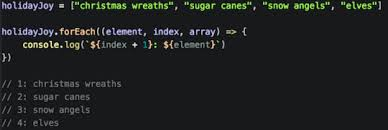 holidayJoy = ["christmas wreaths", "sugar canes", "snow angels", "elves"]
holidayJoy.forEach((element, index, array) => {
    console.log(`${index + 1}: ${element}`)
})
// 1: christmas wreaths
// 2: sugar canes
// 3: snow angels
// 4: elves